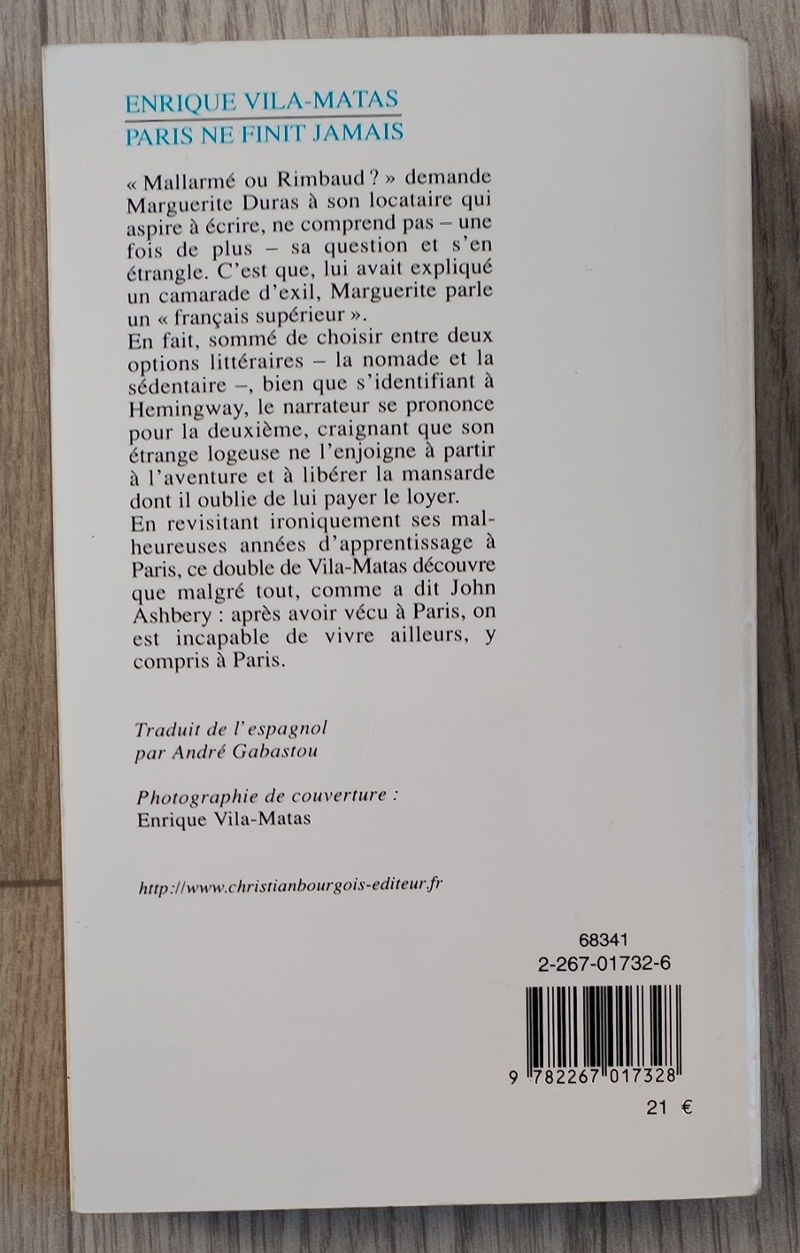 ENRIQUE VILA-MATAS
PARIS NE FINIT JAMAIS
« Mallarmé ou Rimbaud ? » demande
Marguerite Duras à son locataire qui
aspire à écrire, ne comprend pas – une
fois de plus – sa question et s'en
étrangle. C'est que, lui avait expliqué
un camarade d'exil, Marguerite parle
un « français supérieur ».
En fait, sommé de choisir entre deux
options littéraires – la nomade et la
sédentaire –, bien que s'identifiant à
Hemingway, le narrateur se prononce
pour la deuxième, craignant que son
étrange logeuse ne l'enjoigne à partir
à l'aventure et à libérer la mansarde
dont il oublie de lui payer le loyer.
En revisitant ironiquement ses mal-
heureuses années d'apprentissage à
Paris, ce double de Vila-Matas découvre
que malgré tout, comme a dit John
Ashbery : après avoir vécu à Paris, on
est incapable de vivre ailleurs, y
compris à Paris.
Traduit de l'espagnol
par André Gabastou
Photographie de couverture :
Enrique Vila-Matas
http://www.christianbourgois-editeur.fr
68341
2-267-01732-6
9 782267 017328
21 €